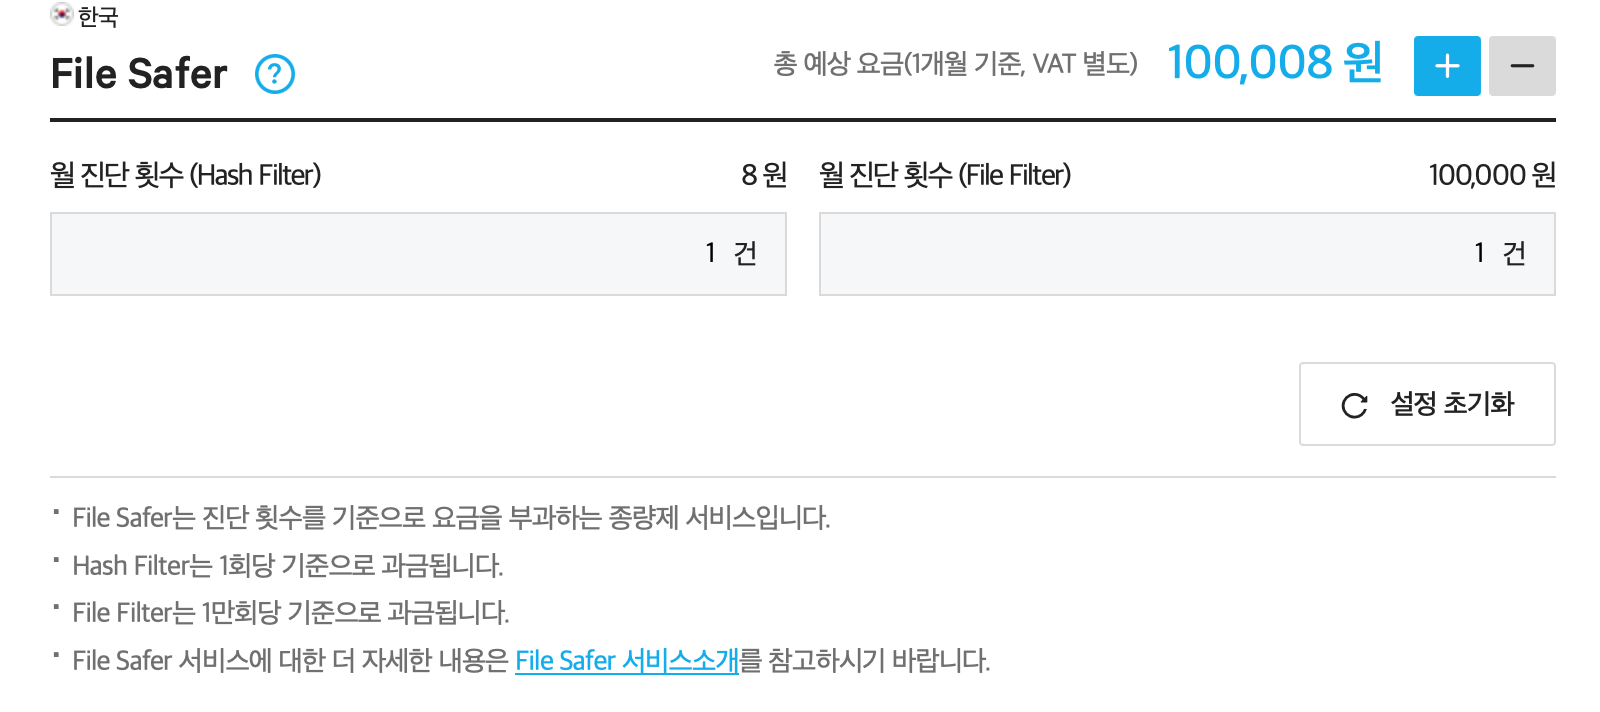 한국
File Safer ?
총 예상 요금(1개월 기준, VAT 별도) 100,008 원 + −
월 진단 횟수 (Hash Filter) 8 원
1 건
월 진단 횟수 (File Filter) 100,000 원
1 건
설정 초기화
· File Safer는 진단 횟수를 기준으로 요금을 부과하는 종량제 서비스입니다.
· Hash Filter는 1회당 기준으로 과금됩니다.
· File Filter는 1만회당 기준으로 과금됩니다.
· File Safer 서비스에 대한 더 자세한 내용은 File Safer 서비스소개를 참고하시기 바랍니다.